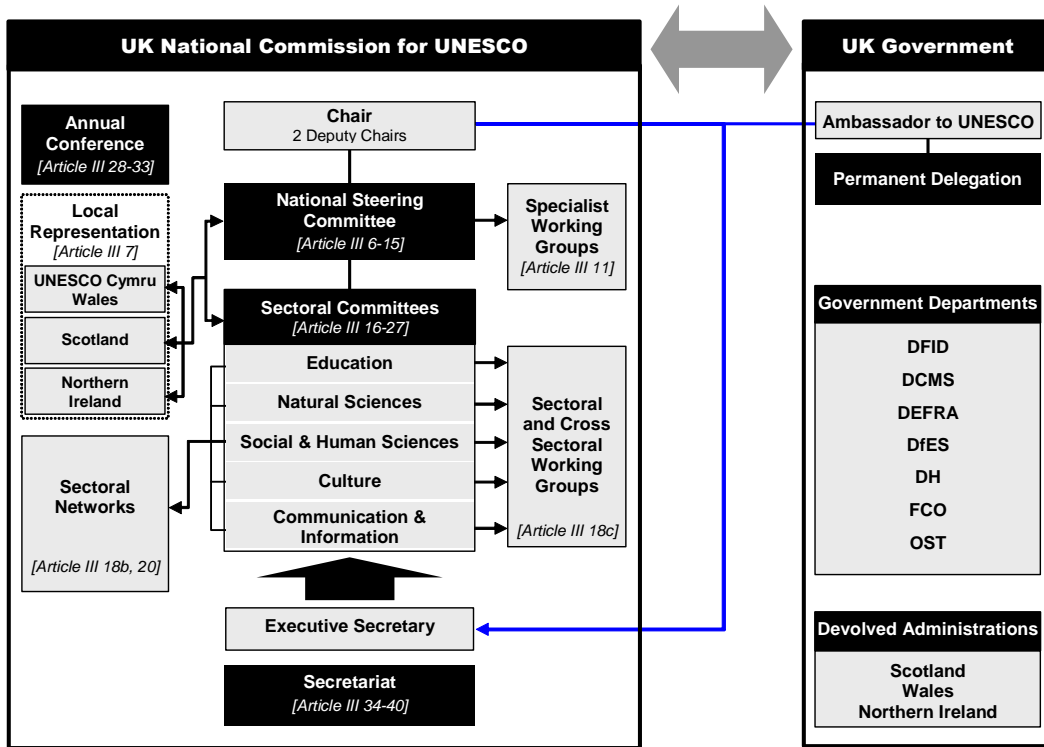 UK National Commission for UNESCO
UK Government
Annual
Conference
[Article III 28-33]
Chair
2 Deputy Chairs
Ambassador to UNESCO
Permanent Delegation
Local
Representation
[Article III 7]
UNESCO Cymru
Wales
Scotland
Northern
Ireland
National Steering
Committee
[Article III 6-15]
Specialist
Working
Groups
[Article III 11]
Sectoral Committees
[Article III 16-27]
Education
Natural Sciences
Social & Human Sciences
Culture
Communication &
Information
Sectoral
and Cross
Sectoral
Working
Groups
[Article III 18c]
Sectoral
Networks
[Article III 18b, 20]
Executive Secretary
Secretariat
[Article III 34-40]
Government Departments
DFID
DCMS
DEFRA
DfES
DH
FCO
OST
Devolved Administrations
Scotland
Wales
Northern Ireland